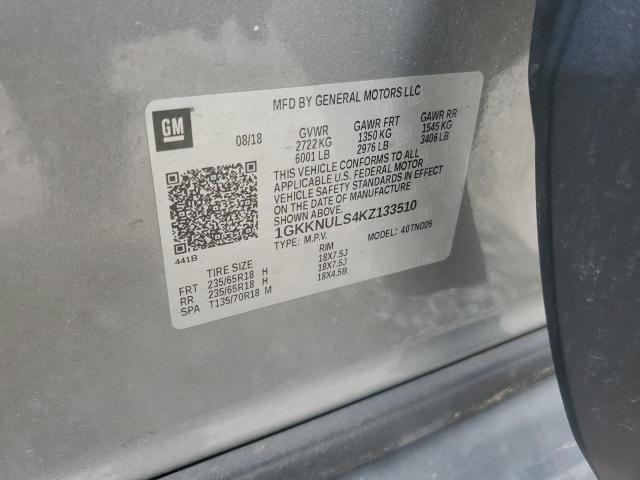 MFD BY GENERAL MOTORS LLC
GM
08/18 GVWR GAWR FRT GAWR RR
2722 KG 1350 KG 1545 KG
6001 LB 2976 LB 3406 LB
THIS VEHICLE CONFORMS TO ALL
APPLICABLE U.S. FEDERAL MOTOR
VEHICLE SAFETY STANDARDS IN EFFECT
ON THE DATE OF MANUFACTURE
SHOWN ABOVE.
1GKKNULS4KZ133510
TYPE: M.P.V. MODEL: 40TND26
441B
TIRE SIZE RIM
FRT 235/65R18 H 18X7.5J
RR 235/65R18 H 18X7.5J
SPA T135/70R18 M 18X4.5B